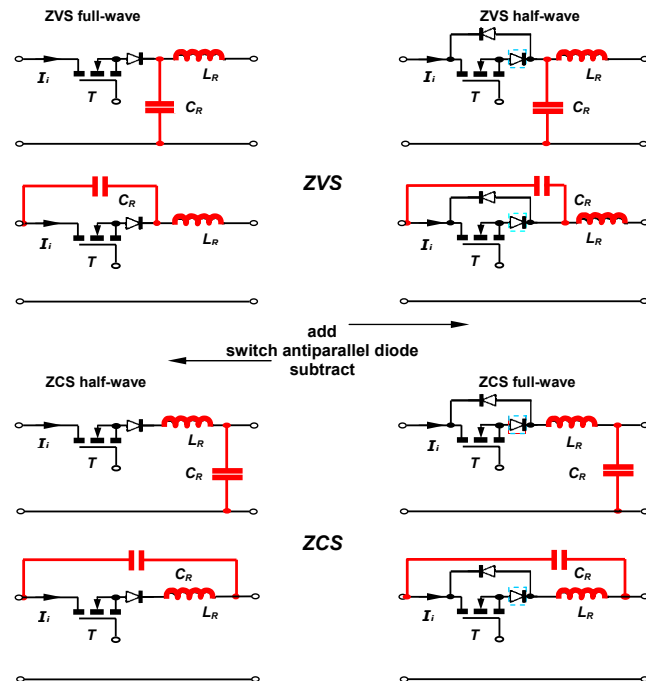 ZVS full-wave
ZVS half-wave
Ii
T
CR
LR
Ii
T
CR
LR
ZVS
CR
Ii
T
LR
CR
Ii
T
LR
add
switch antiparallel diode
subtract
ZCS half-wave
ZCS full-wave
Ii
T
LR
CR
Ii
T
LR
CR
ZCS
CR
Ii
T
LR
CR
Ii
T
LR